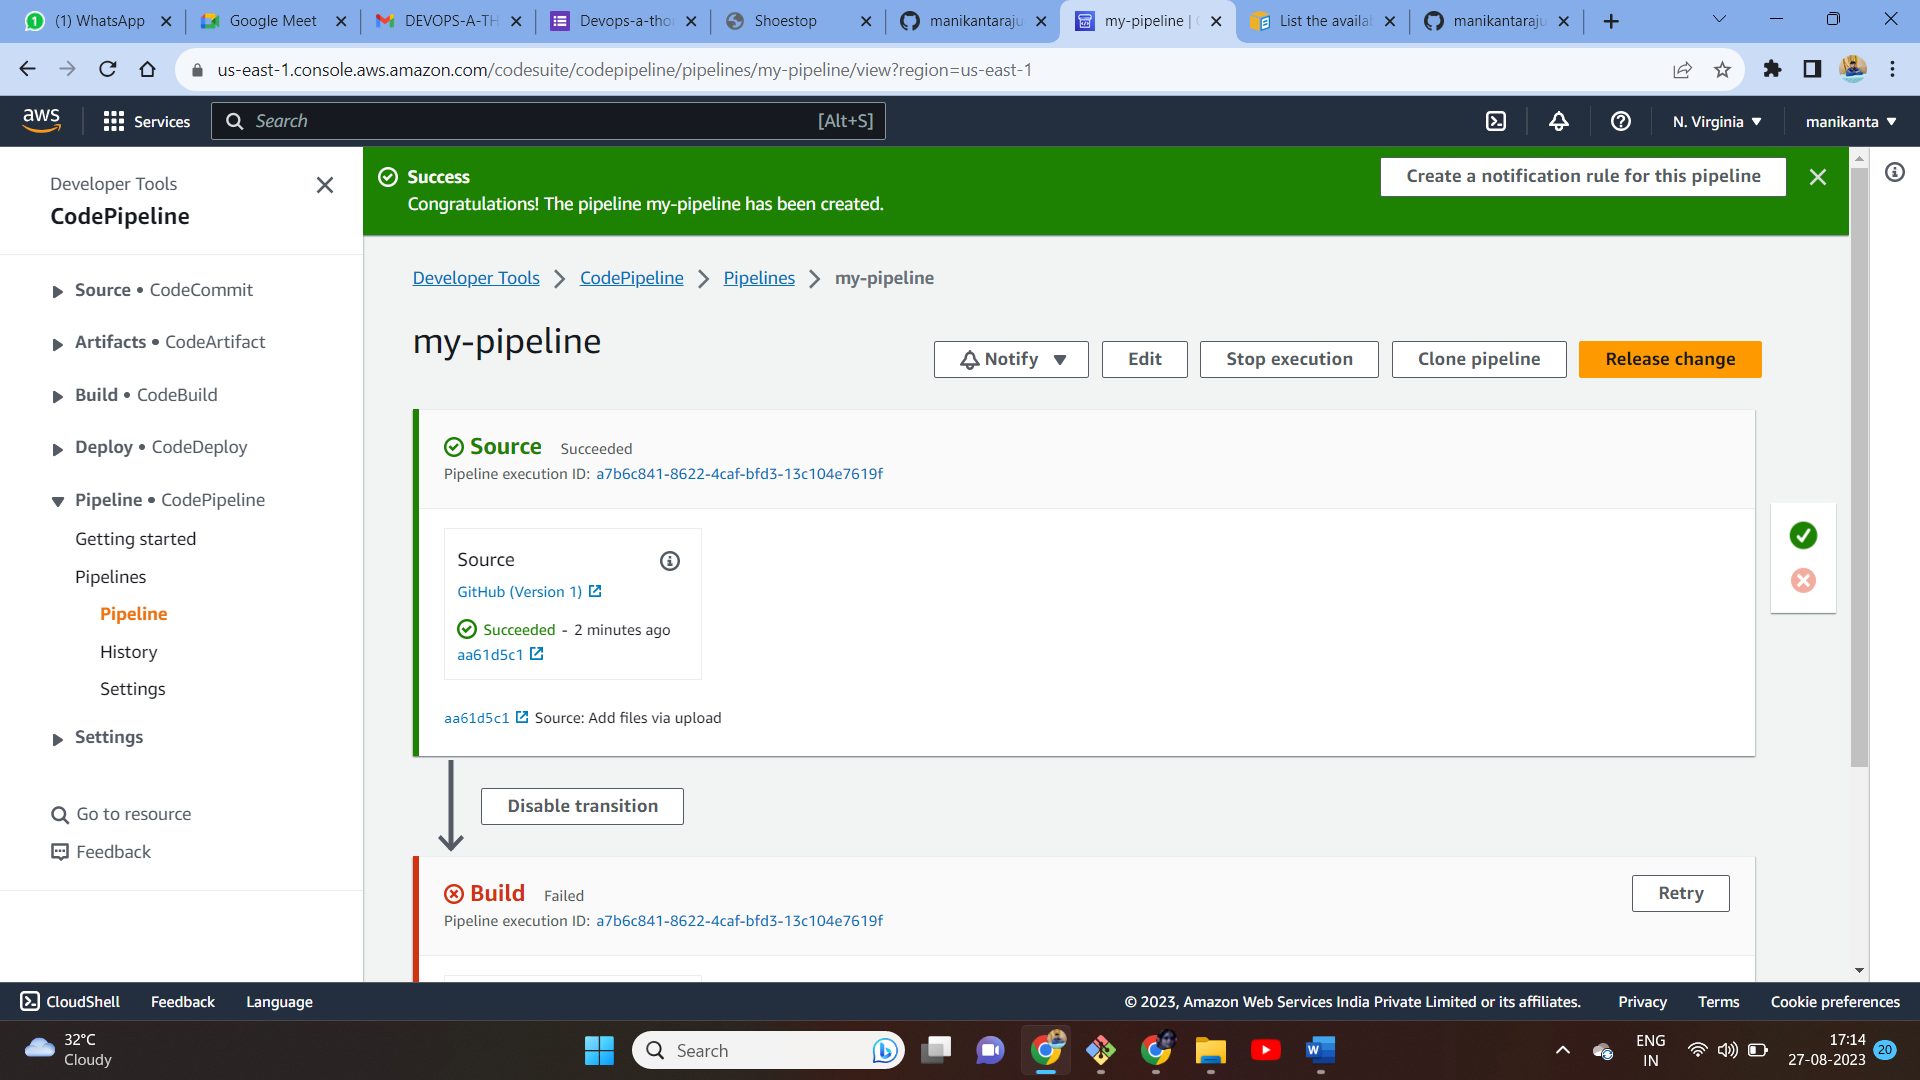 (1) WhatsApp
Google Meet
DEVOPS-A-TH
Devops-a-tho
Shoestop
manikantaraju
my-pipeline |
List the availa
manikantaraju
us-east-1.console.aws.amazon.com/codesuite/codepipeline/pipelines/my-pipeline/view?region=us-east-1
aws
Services
Search
[Alt+S]
N. Virginia
manikanta
Developer Tools
CodePipeline
Source • CodeCommit
Artifacts • CodeArtifact
Build • CodeBuild
Deploy • CodeDeploy
Pipeline • CodePipeline
Getting started
Pipelines
Pipeline
History
Settings
Settings
Go to resource
Feedback
Success
Congratulations! The pipeline my-pipeline has been created.
Create a notification rule for this pipeline
Developer Tools
CodePipeline
Pipelines
my-pipeline
my-pipeline
Notify
Edit
Stop execution
Clone pipeline
Release change
Source Succeeded
Pipeline execution ID: a7b6c841-8622-4caf-bfd3-13c104e7619f
Source
GitHub (Version 1)
Succeeded - 2 minutes ago
aa61d5c1
aa61d5c1 Source: Add files via upload
Disable transition
Build Failed
Pipeline execution ID: a7b6c841-8622-4caf-bfd3-13c104e7619f
Retry
CloudShell
Feedback
Language
© 2023, Amazon Web Services India Private Limited or its affiliates.
Privacy
Terms
Cookie preferences
32°C
Cloudy
Search
ENG
IN
17:14
27-08-2023
20